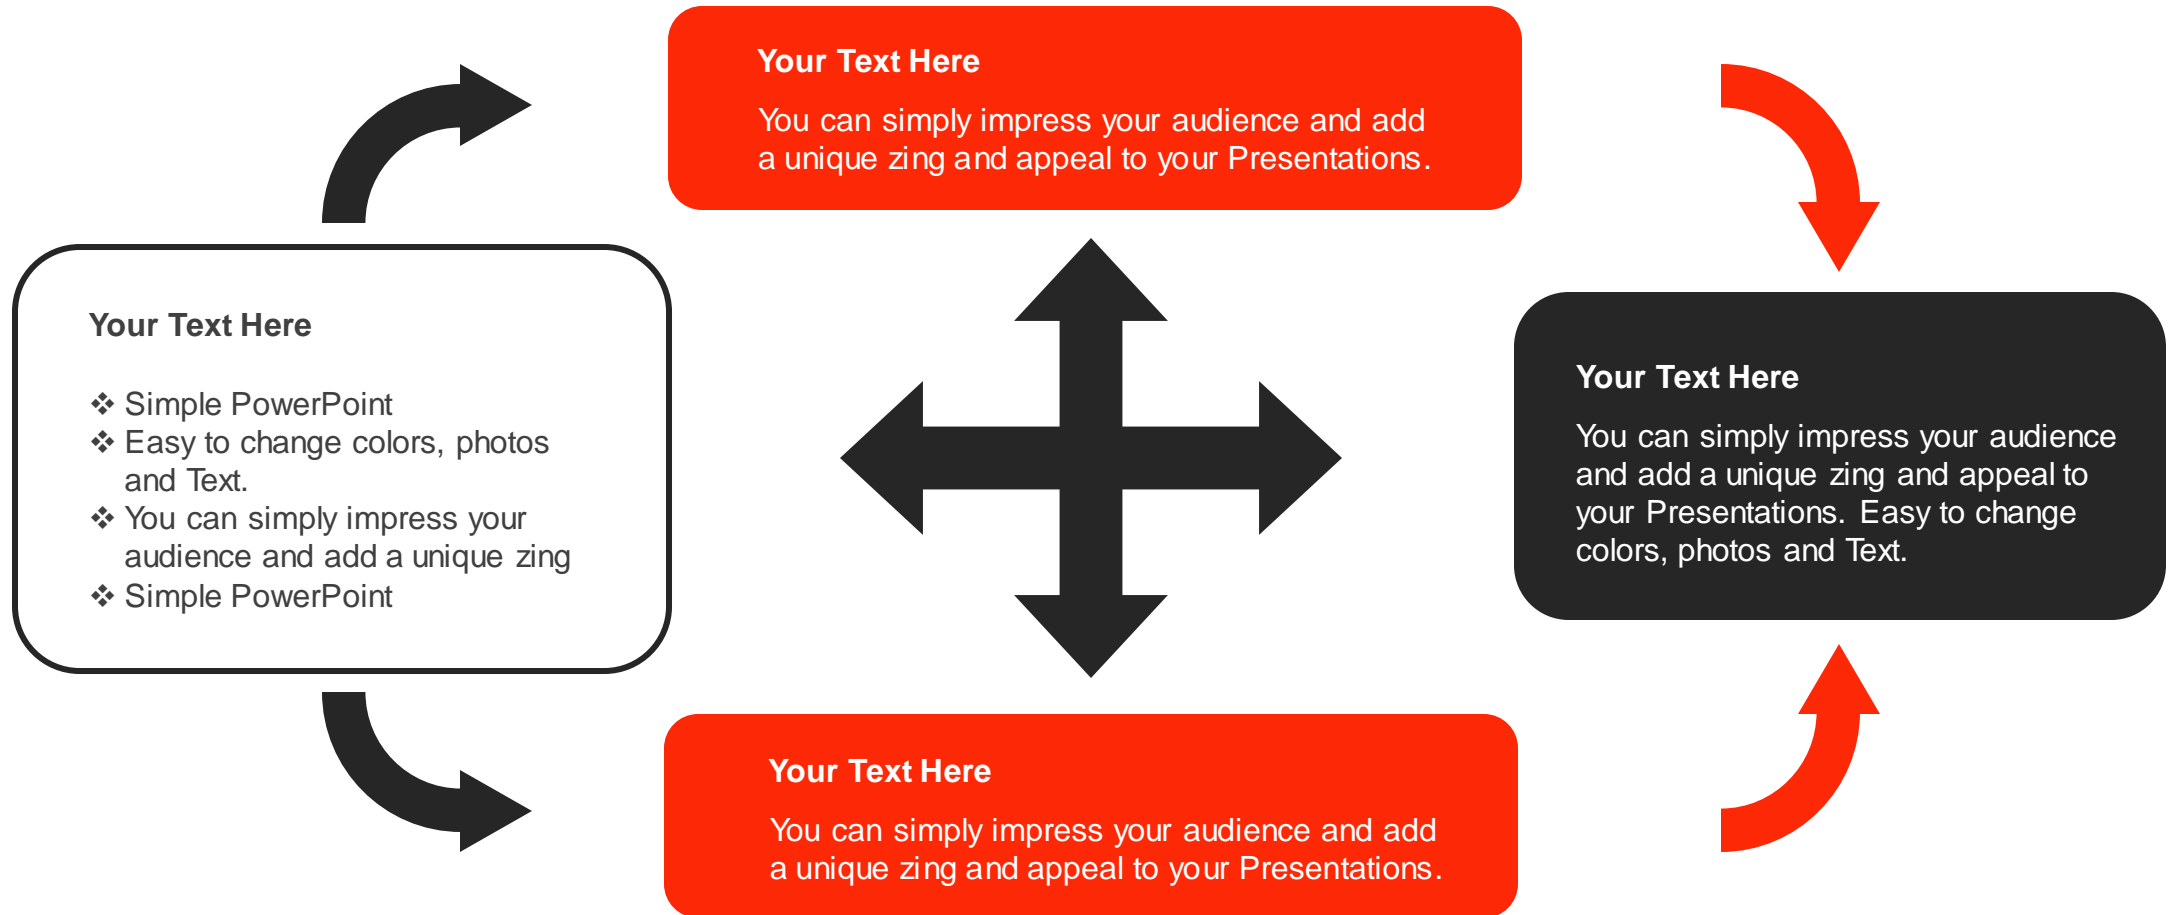 Your Text Here
You can simply impress your audience and add
a unique zing and appeal to your Presentations.
Your Text Here
❖ Simple PowerPoint
❖ Easy to change colors, photos
and Text.
❖ You can simply impress your
audience and add a unique zing
❖ Simple PowerPoint
Your Text Here
You can simply impress your audience
and add a unique zing and appeal to
your Presentations. Easy to change
colors, photos and Text.
Your Text Here
You can simply impress your audience and add
a unique zing and appeal to your Presentations.